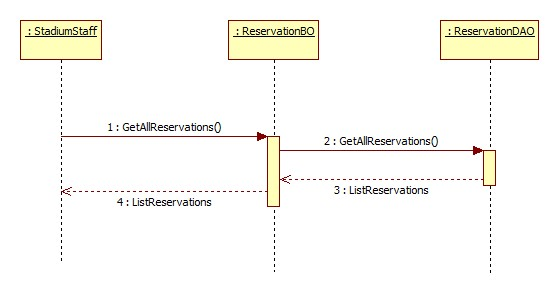 : StadiumStaff
: ReservationBO
: ReservationDAO
1 : GetAllReservations()
2 : GetAllReservations()
3 : ListReservations
4 : ListReservations